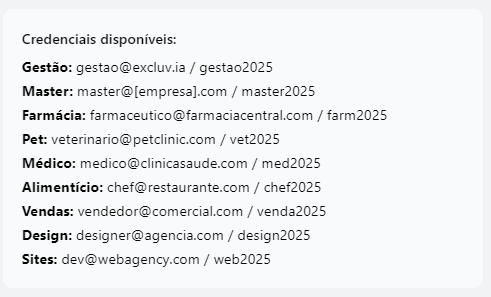 Credenciais disponíveis:
Gestão: gestao@excluv.ia / gestao2025
Master: master@[empresa].com / master2025
Farmácia: farmaceutico@farmaciacentral.com / farm2025
Pet: veterinario@petclinic.com / vet2025
Médico: medico@clinicasaude.com / med2025
Alimentício: chef@restaurante.com / chef2025
Vendas: vendedor@comercial.com / venda2025
Design: designer@agencia.com / design2025
Sites: dev@webagency.com / web2025